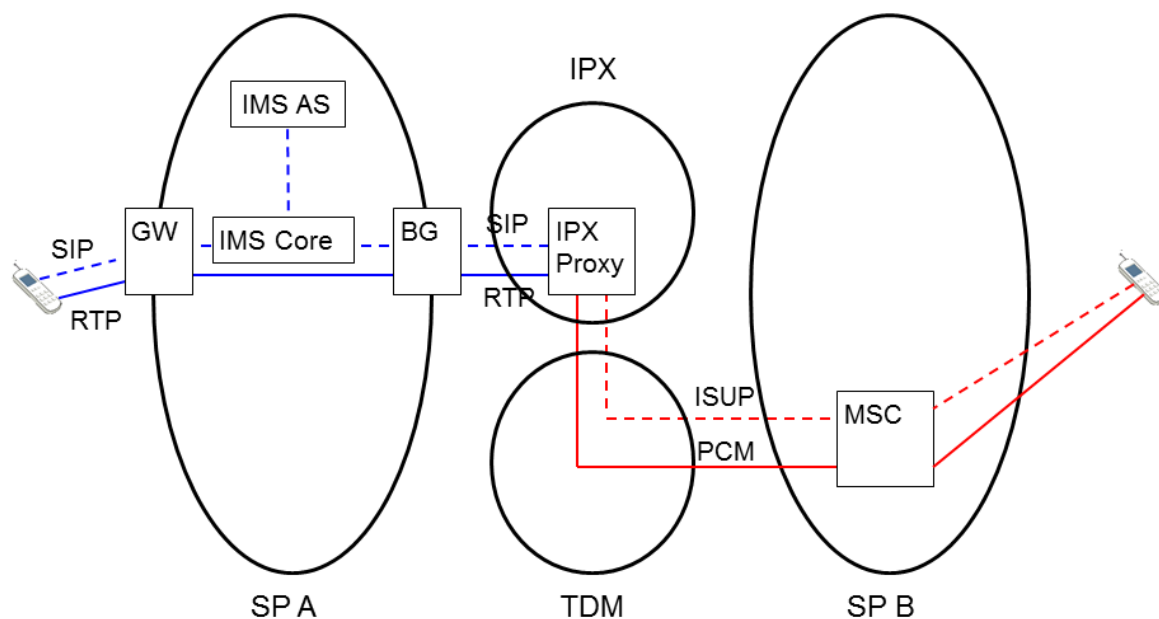 IPX
IMS AS
GW
IMS Core
BG
SIP
IPX
Proxy
SIP
RTP
RTP
ISUP
MSC
PCM
SP A
TDM
SP B